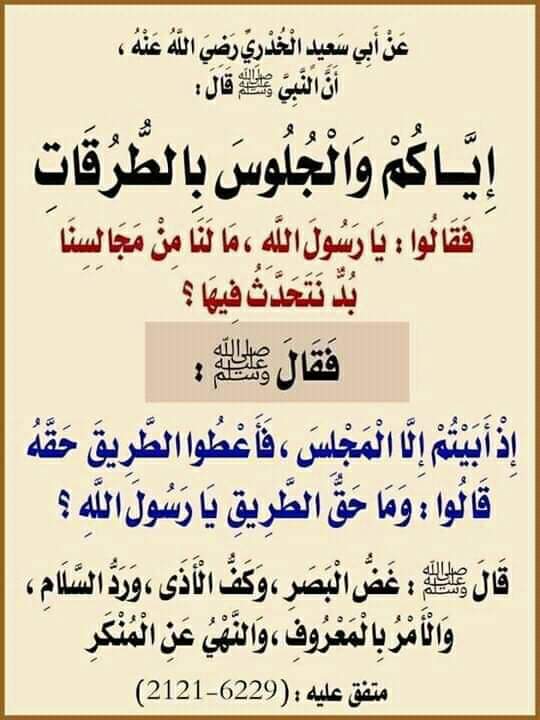 عَنْ أَبِي سَعِيد الْخُدْرِيِّ رَضِيَ اللَّهُ عَنْهُ ،
أَنَّ النَّبِيَّ ﷺ قَالَ :
إِيَّـاكُمْ وَالْجُلُوسَ بِالطُّرُقَاتِ
فَقَالُوا : يَا رَسُولَ اللَّهِ ، مَا لَنَا مِنْ مَجَالِسِنَا
بُدٌّ نَتَحَدَّثُ فِيهَا ؟
فَقَالَ ﷺ :
إِذْ أَبَيْتُمْ إِلَّا الْمَجْلِسَ ، فَأَعْطُوا الطَّرِيقَ حَقَّهُ
قَالُوا : وَمَا حَقُّ الطَّرِيقِ يَا رَسُولَ اللَّهِ ؟
قَالَ ﷺ : غَضُّ الْبَصَرِ ، وَكَفُّ الْأَذَى ، وَرَدُّ السَّلَامِ ،
وَالْأَمْرُ بِالْمَعْرُوفِ ، وَالنَّهْيُ عَنِ الْمُنْكَرِ
متفق عليه : (6229-2121)